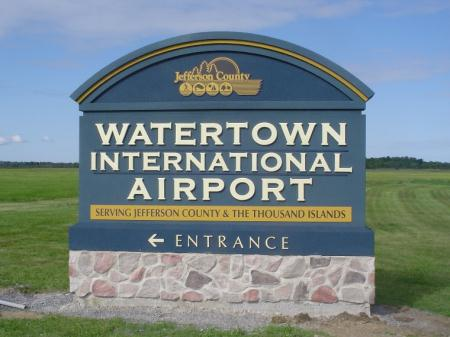 Jefferson County
WATERTOWN
INTERNATIONAL
AIRPORT
SERVING JEFFERSON COUNTY & THE THOUSAND ISLANDS
← ENTRANCE